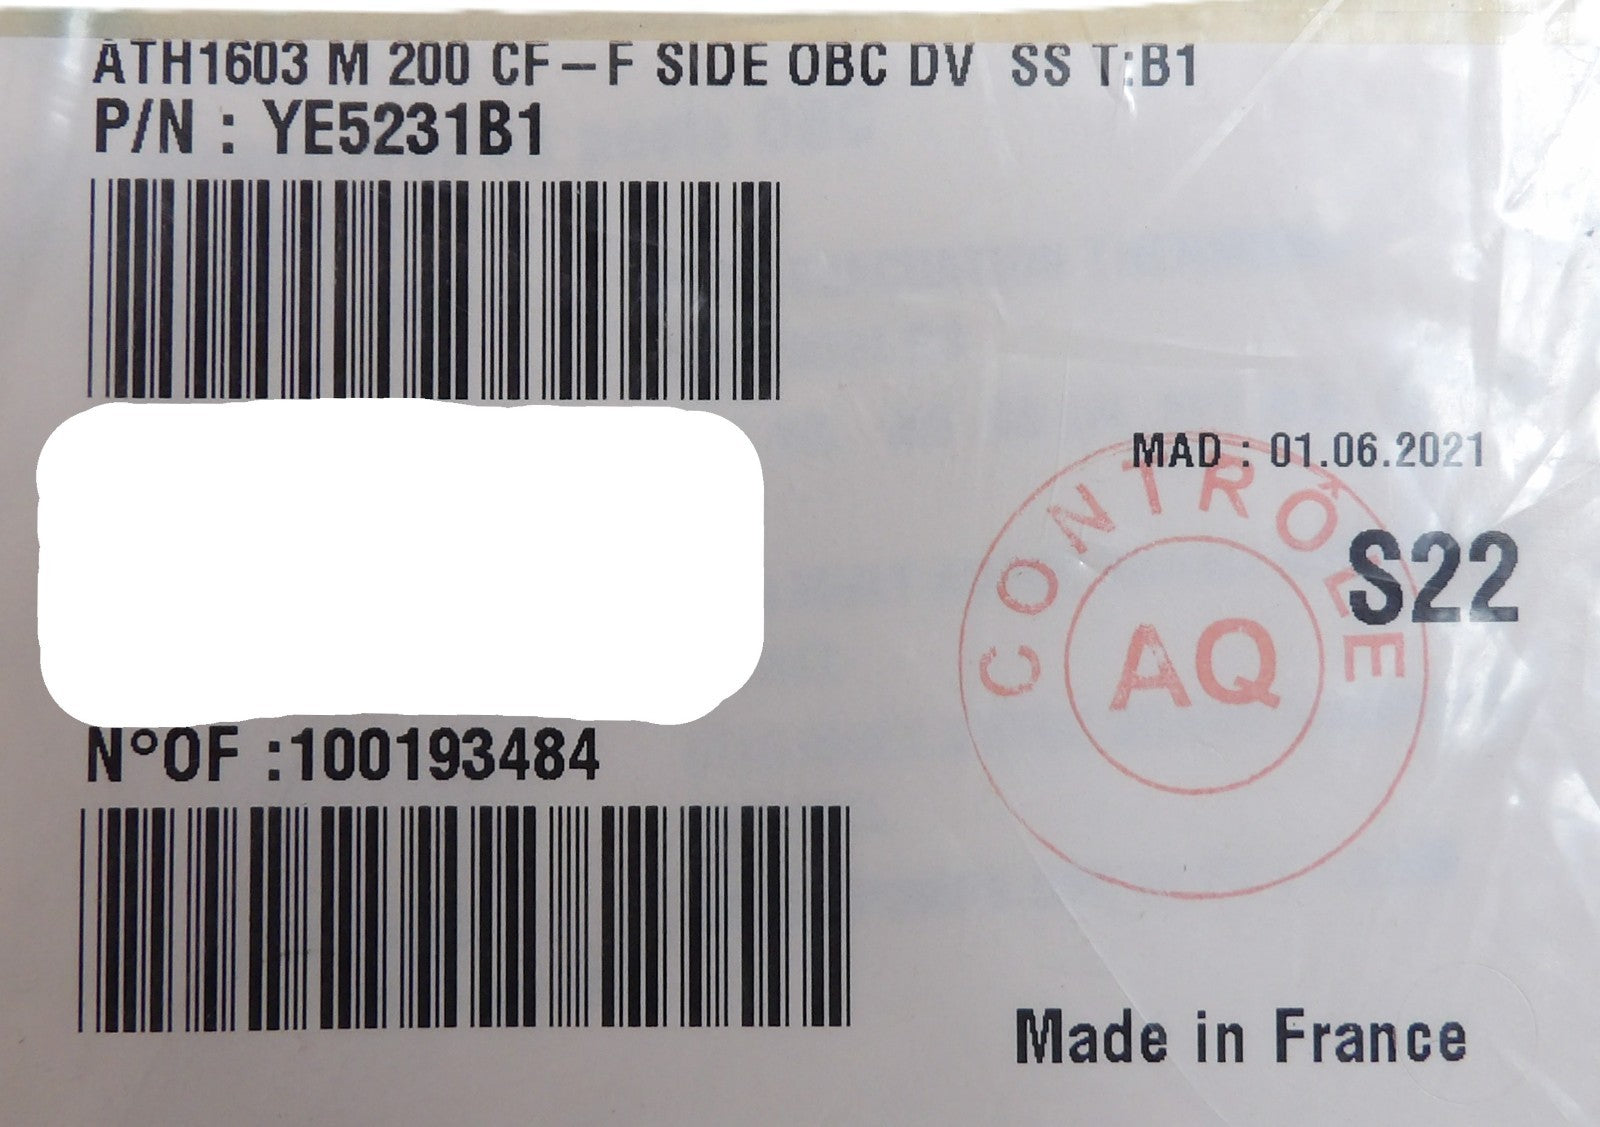 ATH1603 M 200 CF-F SIDE OBC DV SS T:B1
P/N : YE5231B1
MAD : 01.06.2021
CONTRÔLE
S22
AQ
N°OF :100193484
Made in France